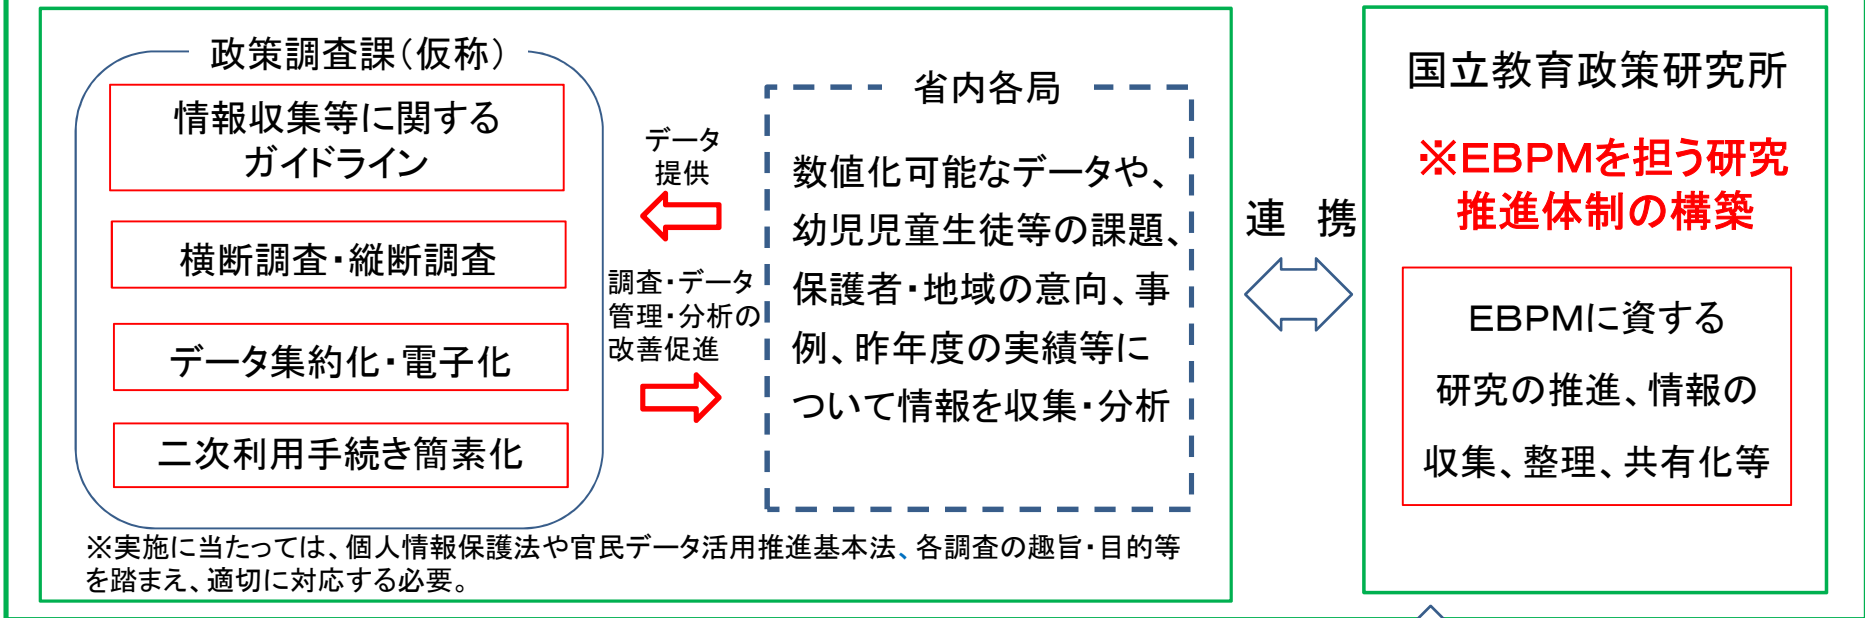 政策調査課(仮称)
情報収集等に関する
ガイドライン
横断調査・縦断調査
データ集約化・電子化
二次利用手続き簡素化
データ
提供
調査・データ
管理・分析の
改善促進
省内各局
数値化可能なデータや、
幼児児童生徒等の課題、
保護者・地域の意向、事
例、昨年度の実績等に
ついて情報を収集・分析
※実施に当たっては、個人情報保護法や官民データ活用推進基本法、各調査の趣旨・目的等
を踏まえ、適切に対応する必要。
連 携
国立教育政策研究所
※EBPMを担う研究
推進体制の構築
EBPMに資する
研究の推進、情報の
収集、整理、共有化等